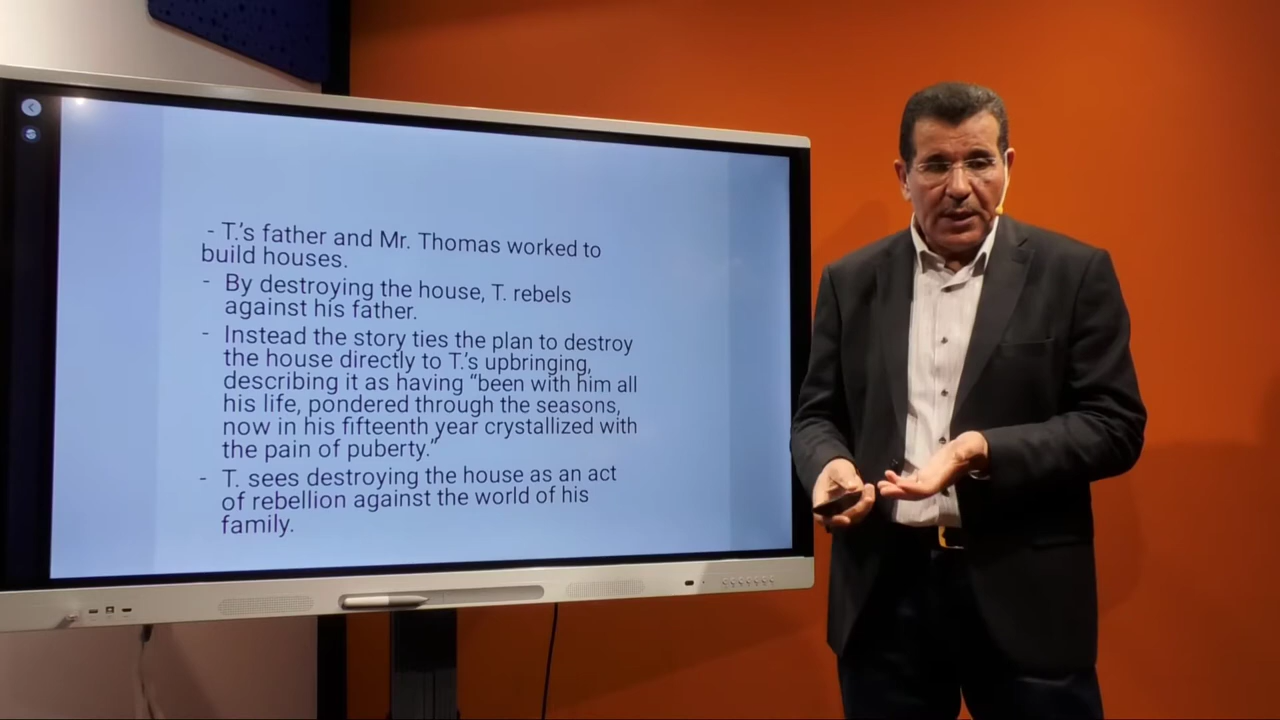 - T.'s father and Mr. Thomas worked to
build houses.
- By destroying the house, T. rebels
against his father.
- Instead the story ties the plan to destroy
the house directly to T.'s upbringing,
describing it as having “been with him all
his life, pondered through the seasons,
now in his fifteenth year crystallized with
the pain of puberty.”
- T. sees destroying the house as an act
of rebellion against the world of his
family.